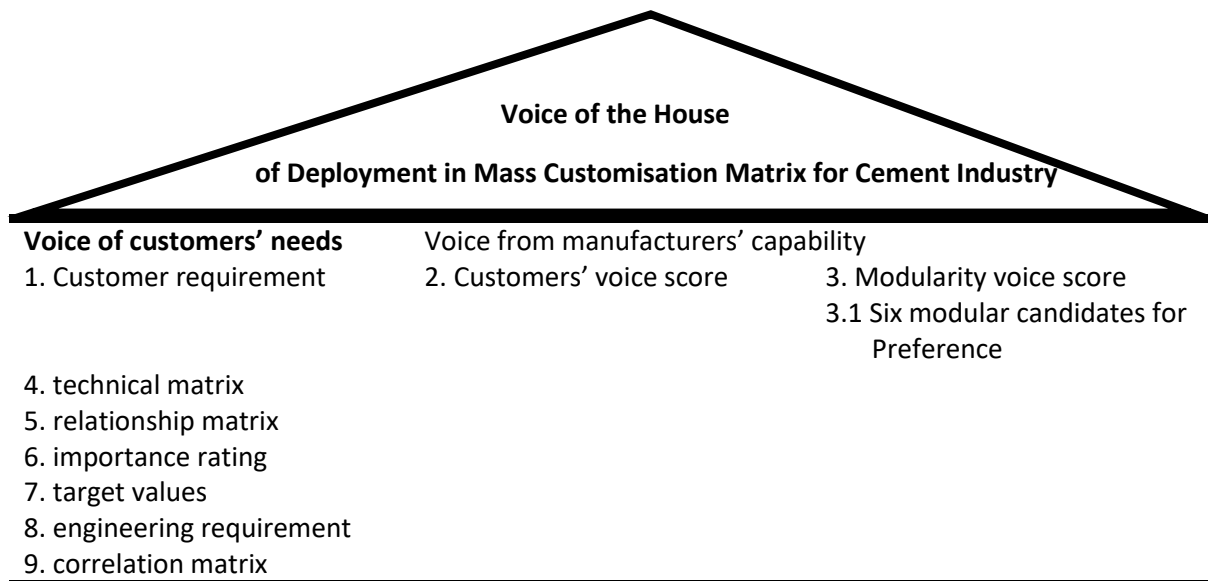 Voice of the House
of Deployment in Mass Customisation Matrix for Cement Industry
Voice of customers’ needs Voice from manufacturers’ capability
1. Customer requirement 2. Customers’ voice score 3. Modularity voice score
3.1 Six modular candidates for
Preference
4. technical matrix
5. relationship matrix
6. importance rating
7. target values
8. engineering requirement
9. correlation matrix